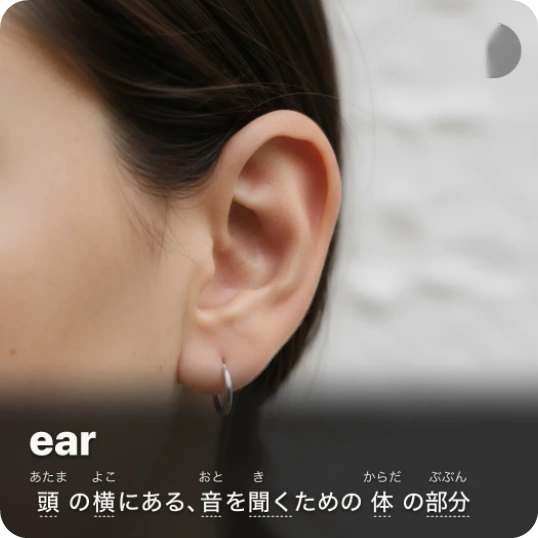 ear
あたま よこ おと き からだ ぶぶん
頭の横にある、音を聞くための体の部分